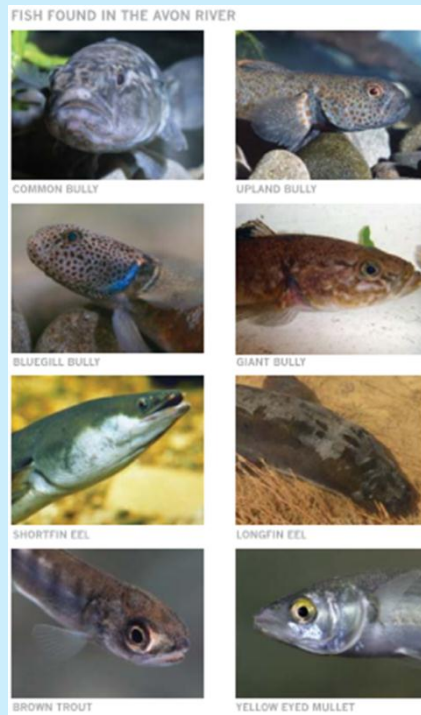 FISH FOUND IN THE AVON RIVER
COMMON BULLY
UPLAND BULLY
BLUEGILL BULLY
GIANT BULLY
SHORTFIN EEL
LONGFIN EEL
BROWN TROUT
YELLOW EYED MULLET